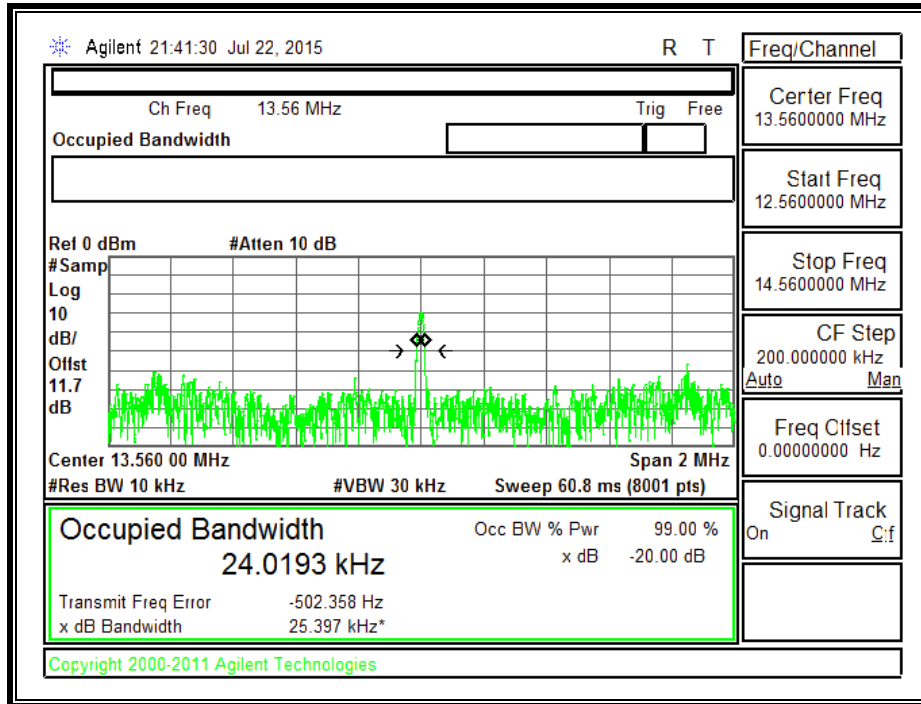 Agilent 21:41:30 Jul 22, 2015 R T
Ch Freq 13.56 MHz Trig Free
Occupied Bandwidth
Ref 0 dBm #Atten 10 dB
#Samp
Log
10
dB/
Offst
11.7
dB
Center 13.560 00 MHz Span 2 MHz
#Res BW 10 kHz #VBW 30 kHz Sweep 60.8 ms (8001 pts)
Occupied Bandwidth Occ BW % Pwr 99.00 %
24.0193 kHz x dB -20.00 dB
Transmit Freq Error -502.358 Hz
x dB Bandwidth 25.397 kHz*
Copyright 2000-2011 Agilent Technologies
Freq/Channel
Center Freq
13.5600000 MHz
Start Freq
12.5600000 MHz
Stop Freq
14.5600000 MHz
CF Step
200.000000 kHz
Auto Man
Freq Offset
0.00000000 Hz
Signal Track
On Off